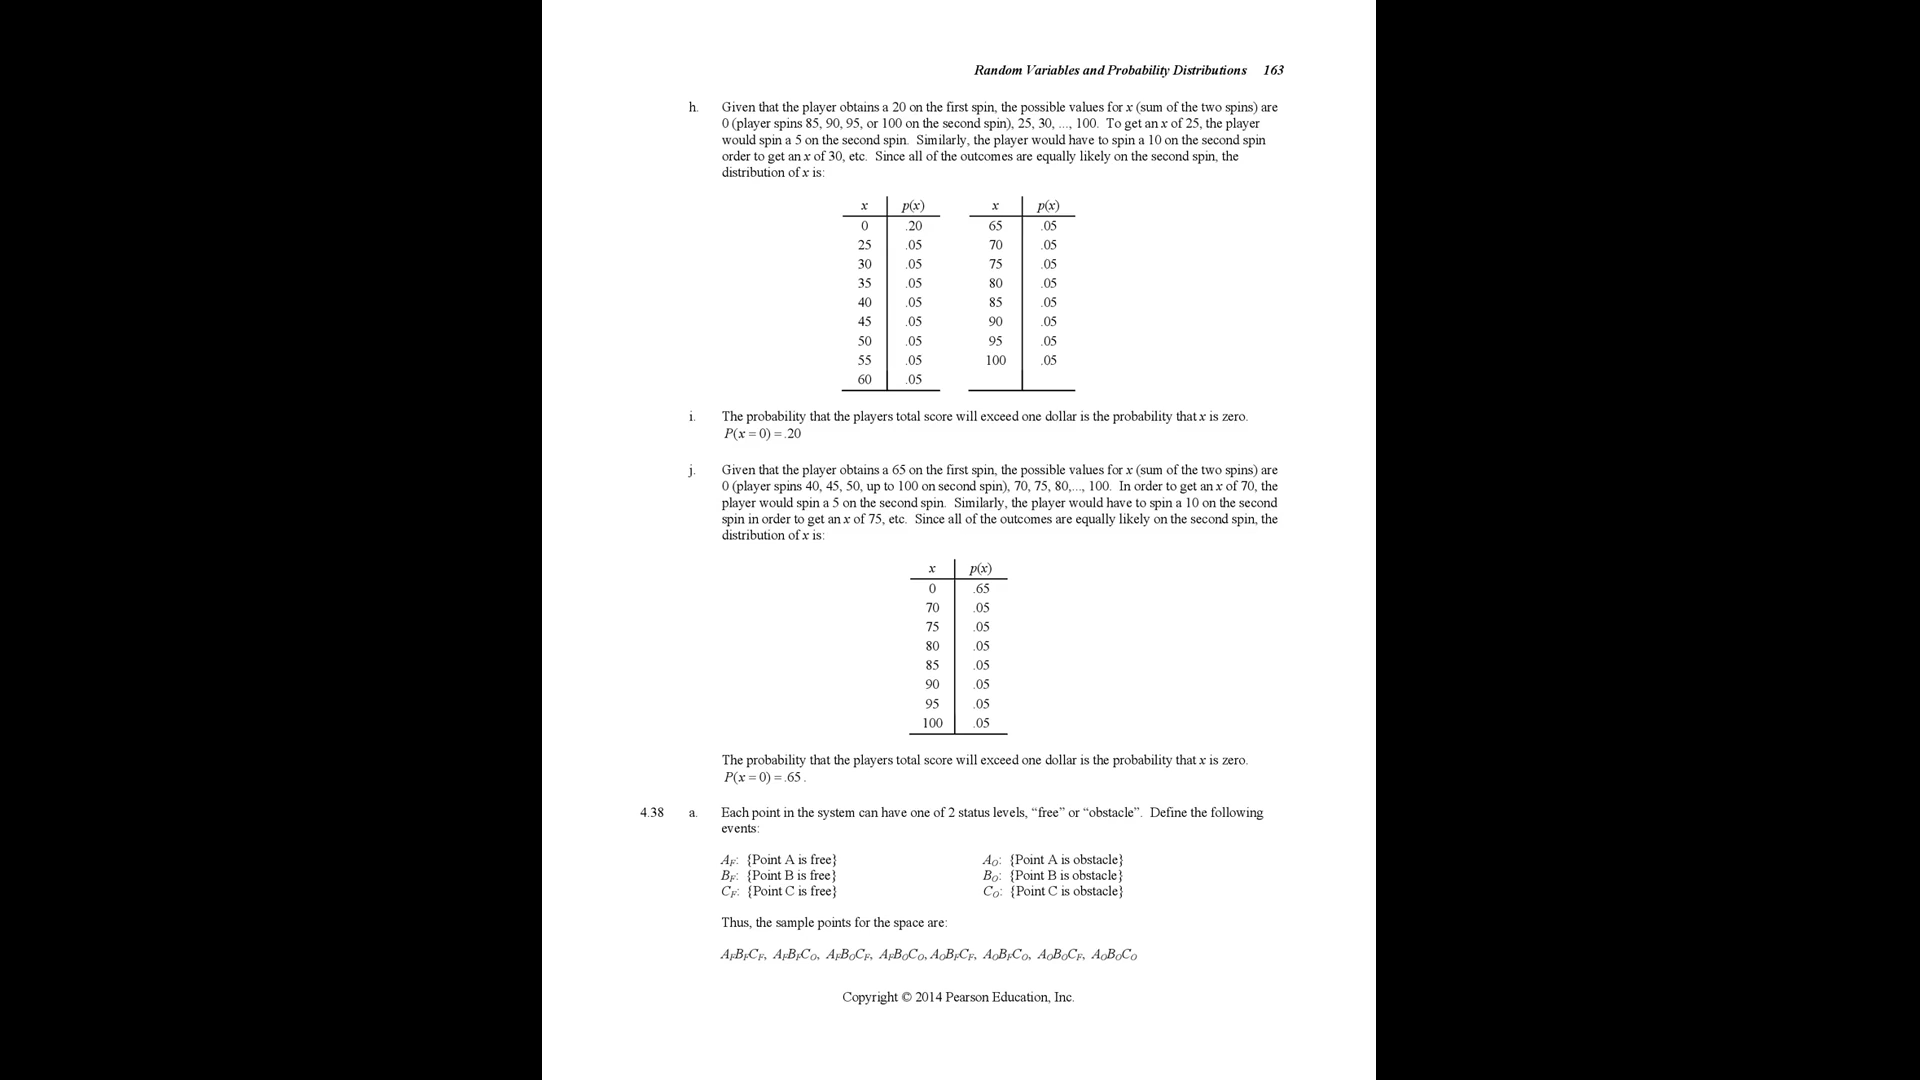 Random Variables and Probability Distributions 163
h. Given that the player obtains a 20 on the first spin, the possible values for x (sum of the two spins) are
0 (player spins 85, 90, 95, or 100 on the second spin), 25, 30, ..., 100. To get an x of 25, the player
would spin a 5 on the second spin. Similarly, the player would have to spin a 10 on the second spin
order to get an x of 30, etc. Since all of the outcomes are equally likely on the second spin, the
distribution of x is:
x p(x) x p(x)
0 .20 65 .05
25 .05 70 .05
30 .05 75 .05
35 .05 80 .05
40 .05 85 .05
45 .05 90 .05
50 .05 95 .05
55 .05 100 .05
60 .05
i. The probability that the players total score will exceed one dollar is the probability that x is zero.
P(x = 0) = .20
j. Given that the player obtains a 65 on the first spin, the possible values for x (sum of the two spins) are
0 (player spins 40, 45, 50, up to 100 on second spin), 70, 75, 80,..., 100. In order to get an x of 70, the
player would spin a 5 on the second spin. Similarly, the player would have to spin a 10 on the second
spin in order to get an x of 75, etc. Since all of the outcomes are equally likely on the second spin, the
distribution of x is:
x p(x)
0 .65
70 .05
75 .05
80 .05
85 .05
90 .05
95 .05
100 .05
The probability that the players total score will exceed one dollar is the probability that x is zero.
P(x = 0) = .65 .
4.38 a. Each point in the system can have one of 2 status levels, “free” or “obstacle”. Define the following
events:
A_F: {Point A is free} A_O: {Point A is obstacle}
B_F: {Point B is free} B_O: {Point B is obstacle}
C_F: {Point C is free} C_O: {Point C is obstacle}
Thus, the sample points for the space are:
A_FB_FC_F, A_FB_FC_O, A_FB_OC_F, A_FB_OC_O, A_OB_FC_F, A_OB_FC_O, A_OB_OC_F, A_OB_OC_O
Copyright © 2014 Pearson Education, Inc.